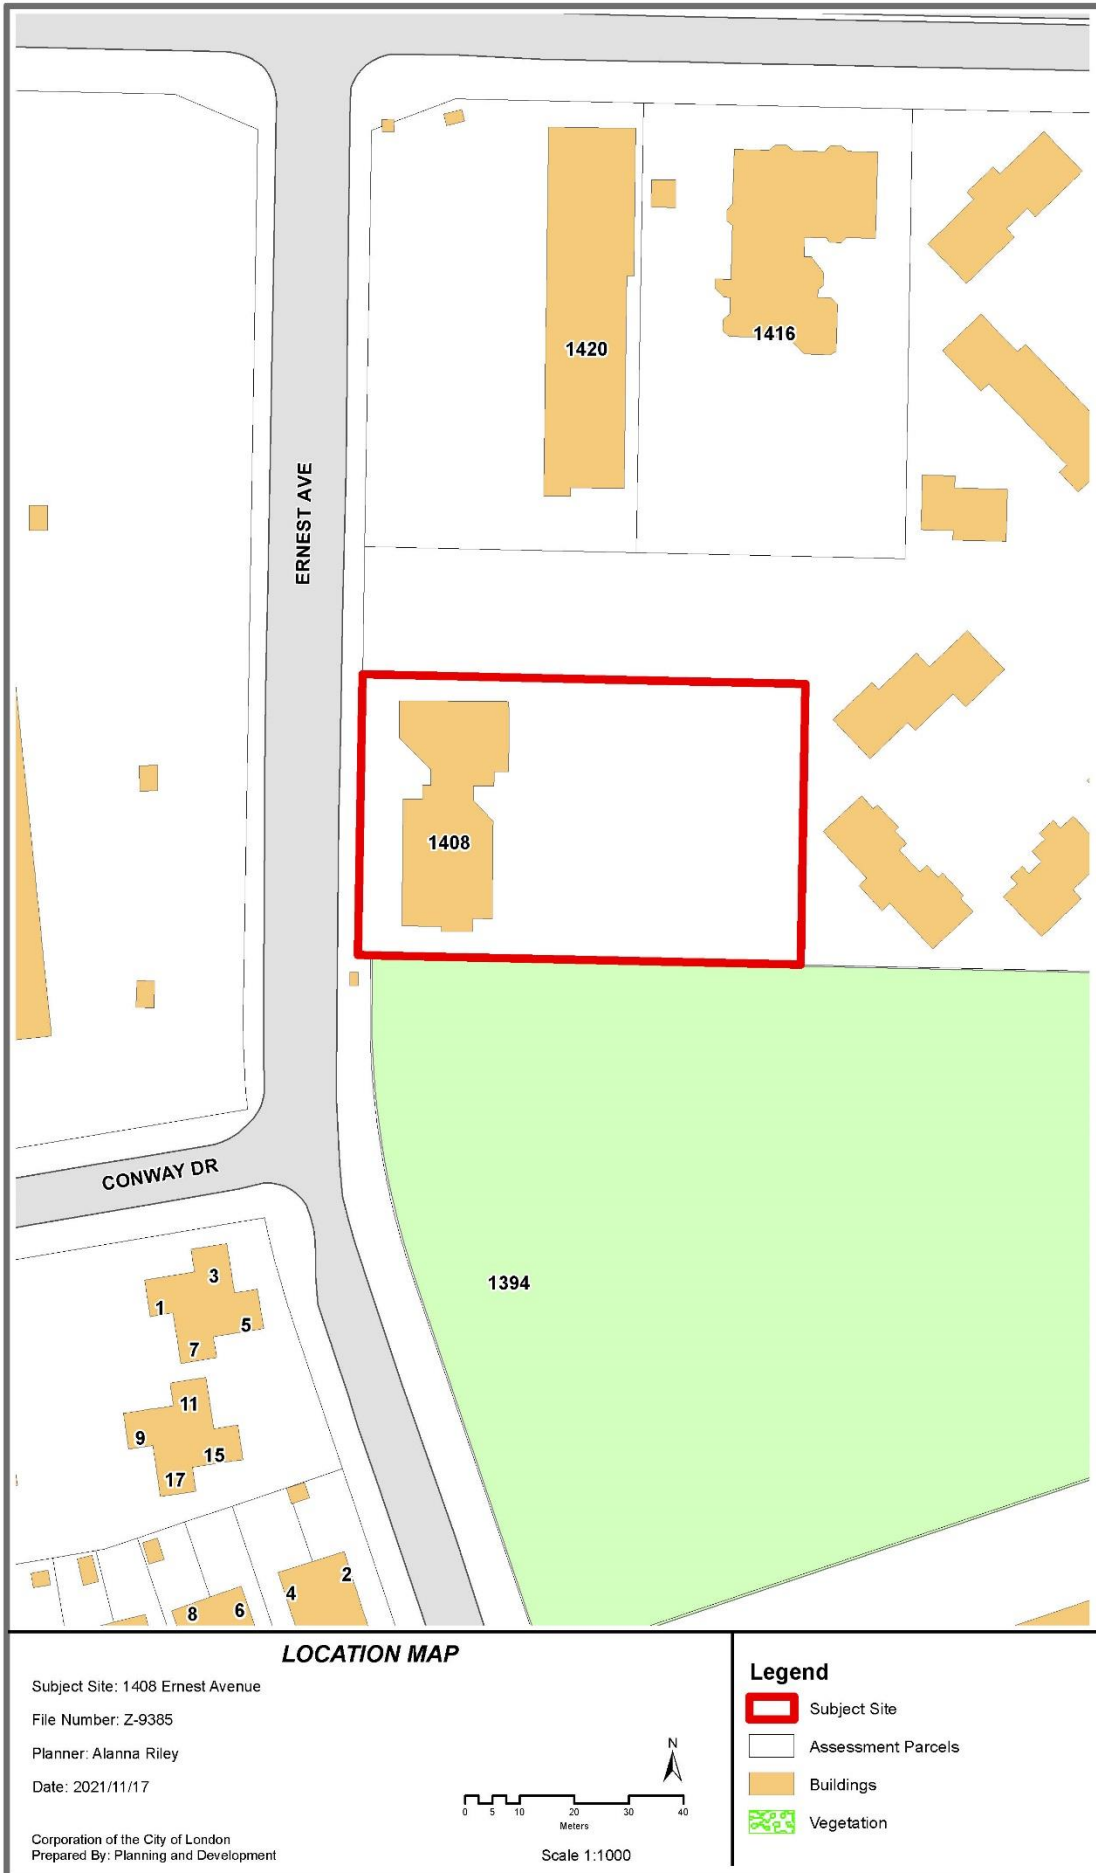 1420
1416
ERNEST AVE
1408
CONWAY DR
1394
3
1
5
7
11
9
15
17
2
4
8
6
LOCATION MAP
Subject Site: 1408 Ernest Avenue
File Number: Z-9385
Planner: Alanna Riley
Date: 2021/11/17
Corporation of the City of London
Prepared By: Planning and Development
N
0 5 10 20 30 40
Meters
Scale 1:1000
Legend
Subject Site
Assessment Parcels
Buildings
Vegetation